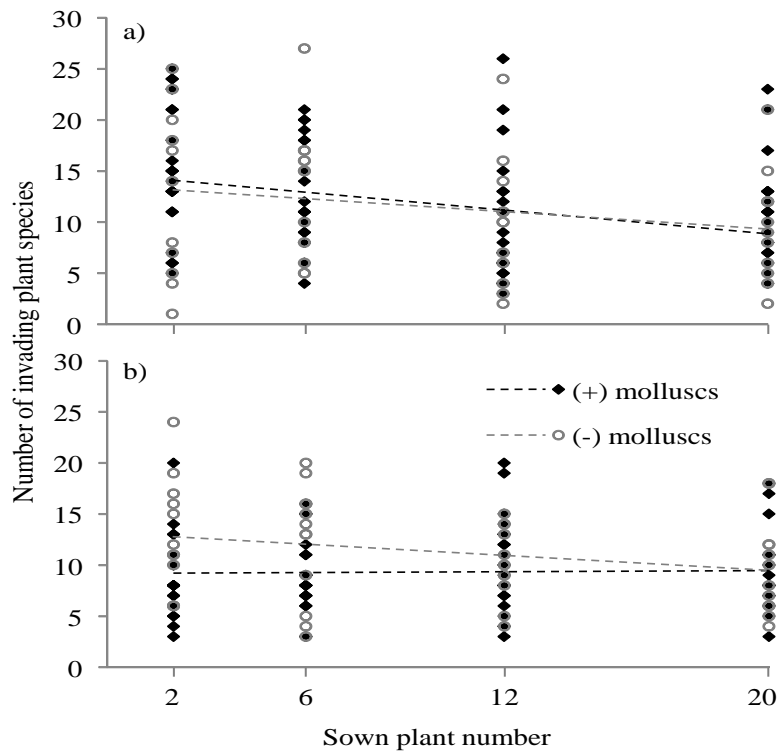 Number of invading plant species
a)
30
25
20
15
10
5
0
b)
30
25
20
15
10
5
0
(+) molluscs
(-) molluscs
2 6 12 20
Sown plant number